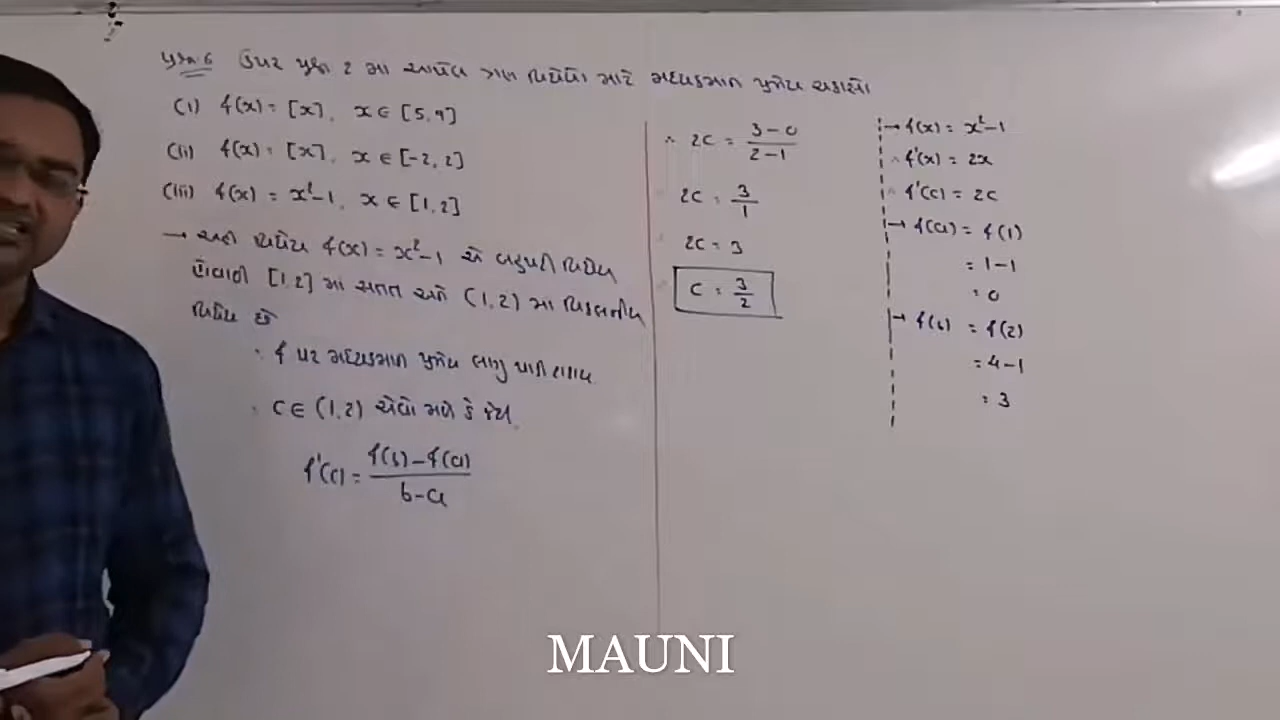 પ્રશ્ન 6 ઉપર પ્રશ્ન 2 માં આપેલ ત્રણ વિધેયો માટે મધ્યકમાન પ્રમેય ચકાસો
(i) f(x) = [x], x ∈ [5,9]
(ii) f(x) = [x], x ∈ [-2,2]
(iii) f(x) = x²-1, x ∈ [1,2]
→ અહીં વિધેય f(x) = x²-1 એ બહુપદી વિધેય
હોવાથી [1,2] માં સતત અને (1,2) માં વિકલનીય
વિધેય છે
∴ f પર મધ્યકમાન પ્રમેય લાગુ પાડી શકાય
∴ c ∈ (1,2) એવો મળે કે જેથી
f'(c) = f(b)-f(a) / b-a
∴ 2c = 3-0 / 2-1
2c = 3/1
2c = 3
c = 3/2
→ f(x) = x²-1
∴ f'(x) = 2x
∴ f'(c) = 2c
→ f(a) = f(1)
= 1-1
= 0
→ f(b) = f(2)
= 4-1
= 3
MAUNI